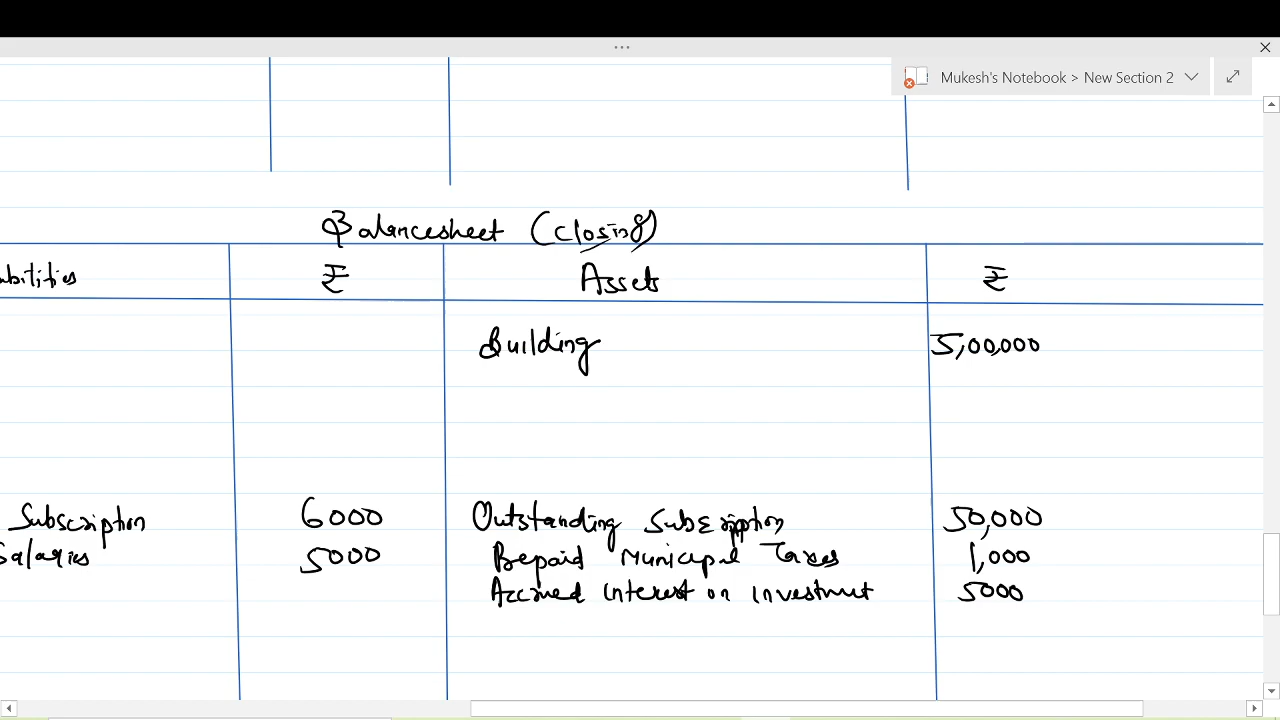 Mukesh's Notebook > New Section 2
Balancesheet (closing)
abilities ₹ Assets ₹
Building 5,00,000
Subscription 6000 Outstanding Subscription 50,000
Salaries 5000 Prepaid Municipal Taxes 1,000
Accrued Interest on Investment 5000